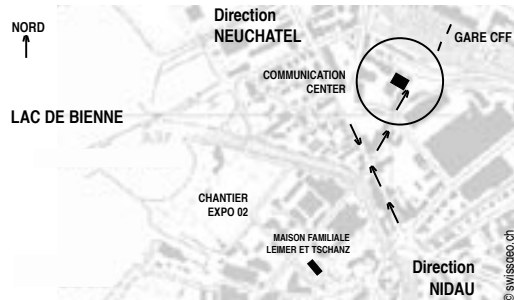 Direction
NEUCHATEL
NORD
GARE CFF
COMMUNICATION
CENTER
LAC DE BIENNE
CHANTIER
EXPO 02
MAISON FAMILIALE
LEIMER ET TSCHANZ
Direction
NIDAU
© swissgeo.ch